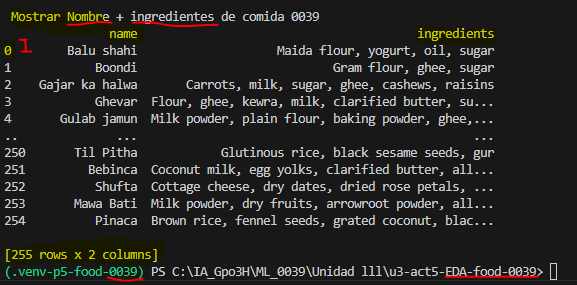 Mostrar Nombre + ingredientes de comida 0039
name ingredients
0 1 Balu shahi Maida flour, yogurt, oil, sugar
1 Boondi Gram flour, ghee, sugar
2 Gajar ka halwa Carrots, milk, sugar, ghee, cashews, raisins
3 Ghevar Flour, ghee, kewra, milk, clarified butter, su...
4 Gulab jamun Milk powder, plain flour, baking powder, ghee,...
.. ... ...
250 Til Pitha Glutinous rice, black sesame seeds, gur
251 Bebinca Coconut milk, egg yolks, clarified butter, all...
252 Shufta Cottage cheese, dry dates, dried rose petals, ...
253 Mawa Bati Milk powder, dry fruits, arrowroot powder, all...
254 Pinaca Brown rice, fennel seeds, grated coconut, blac...
[255 rows x 2 columns]
(.venv-p5-food-0039) PS C:\IA_Gpo3H\ML_0039\Unidad lll\u3-act5-EDA-food-0039>